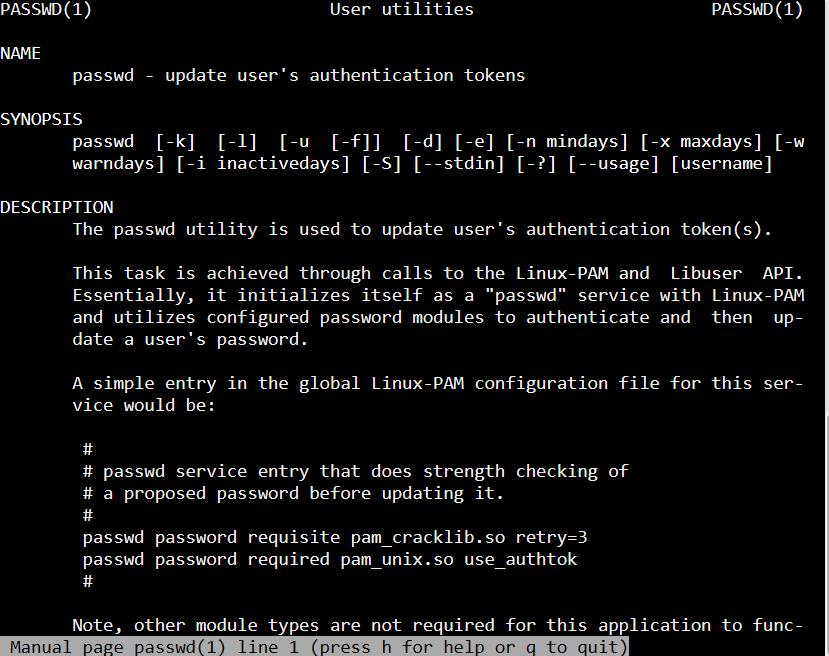 PASSWD(1) User utilities PASSWD(1)
NAME
passwd - update user's authentication tokens
SYNOPSIS
passwd [-k] [-l] [-u [-f]] [-d] [-e] [-n mindays] [-x maxdays] [-w
warndays] [-i inactivedays] [-S] [--stdin] [-?] [--usage] [username]
DESCRIPTION
The passwd utility is used to update user's authentication token(s).
This task is achieved through calls to the Linux-PAM and Libuser API.
Essentially, it initializes itself as a "passwd" service with Linux-PAM
and utilizes configured password modules to authenticate and then up-
date a user's password.
A simple entry in the global Linux-PAM configuration file for this ser-
vice would be:
#
# passwd service entry that does strength checking of
# a proposed password before updating it.
#
passwd password requisite pam_cracklib.so retry=3
passwd password required pam_unix.so use_authtok
#
Note, other module types are not required for this application to func-
Manual page passwd(1) line 1 (press h for help or q to quit)